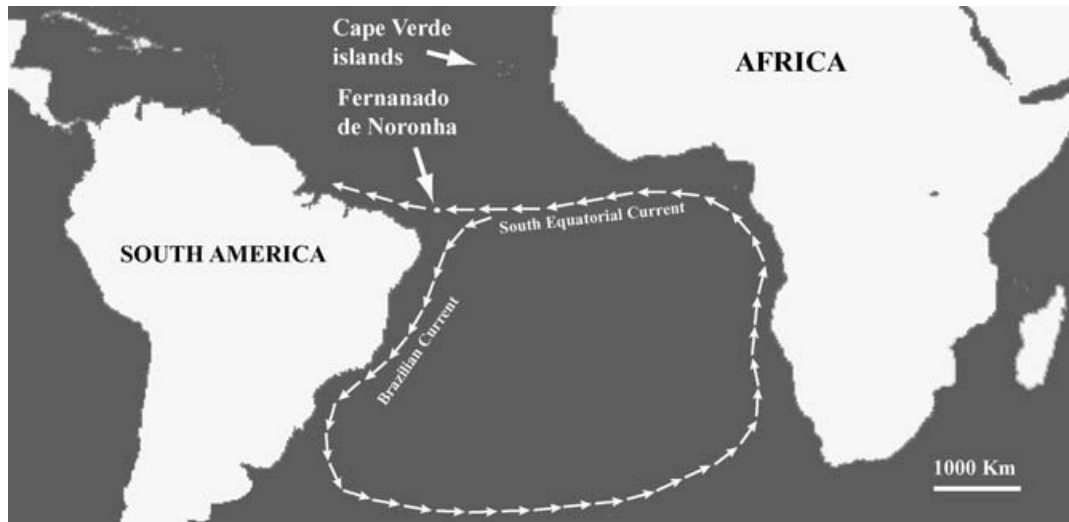 Cape Verde
islands
AFRICA
Fernanado
de Noronha
South Equatorial Current
SOUTH AMERICA
Brazilian Current
1000 Km